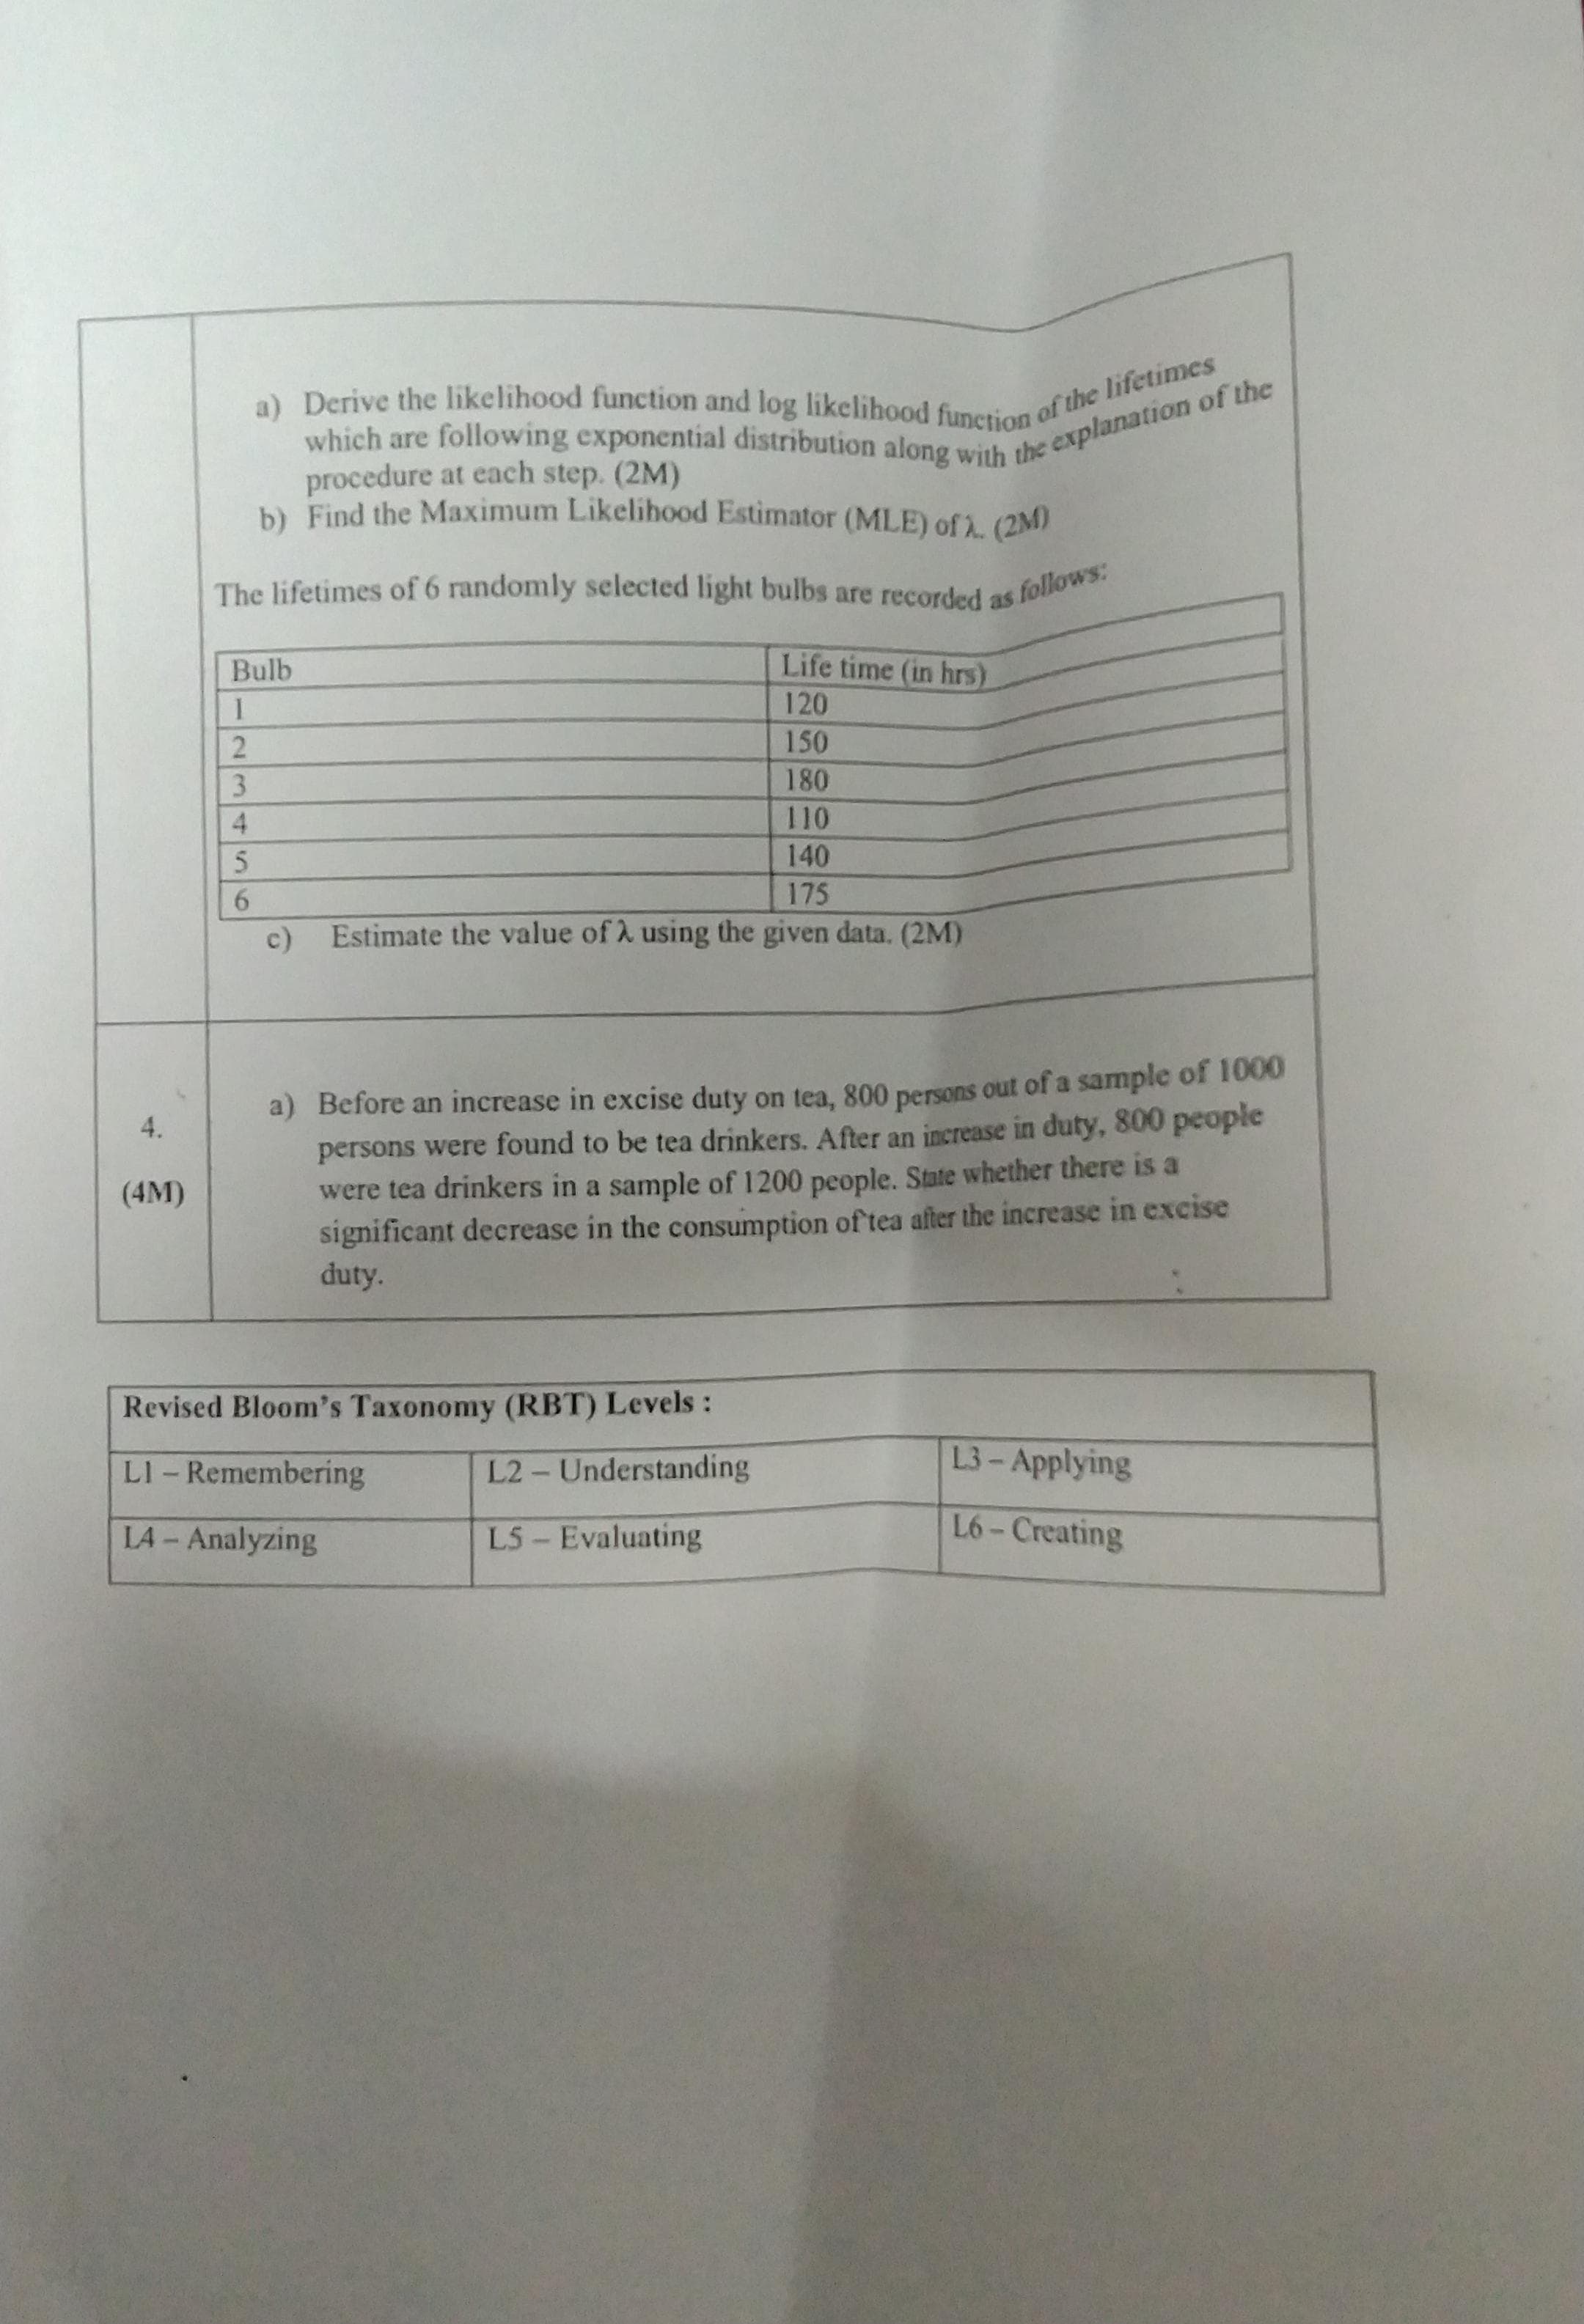 a) Derive the likelihood function and log likelihood function of the lifetimes
which are following exponential distribution along with the explanation of the
procedure at each step. (2M)
b) Find the Maximum Likelihood Estimator (MLE) of λ. (2M)
The lifetimes of 6 randomly selected light bulbs are recorded as follows:
Bulb Life time (in hrs)
1 120
2 150
3 180
4 110
5 140
6 175
c) Estimate the value of λ using the given data. (2M)
4.
(4M)
a) Before an increase in excise duty on tea, 800 persons out of a sample of 1000
persons were found to be tea drinkers. After an increase in duty, 800 people
were tea drinkers in a sample of 1200 people. State whether there is a
significant decrease in the consumption of tea after the increase in excise
duty.
Revised Bloom's Taxonomy (RBT) Levels :
L1 – Remembering L2 – Understanding L3 – Applying
L4 – Analyzing L5 – Evaluating L6 – Creating